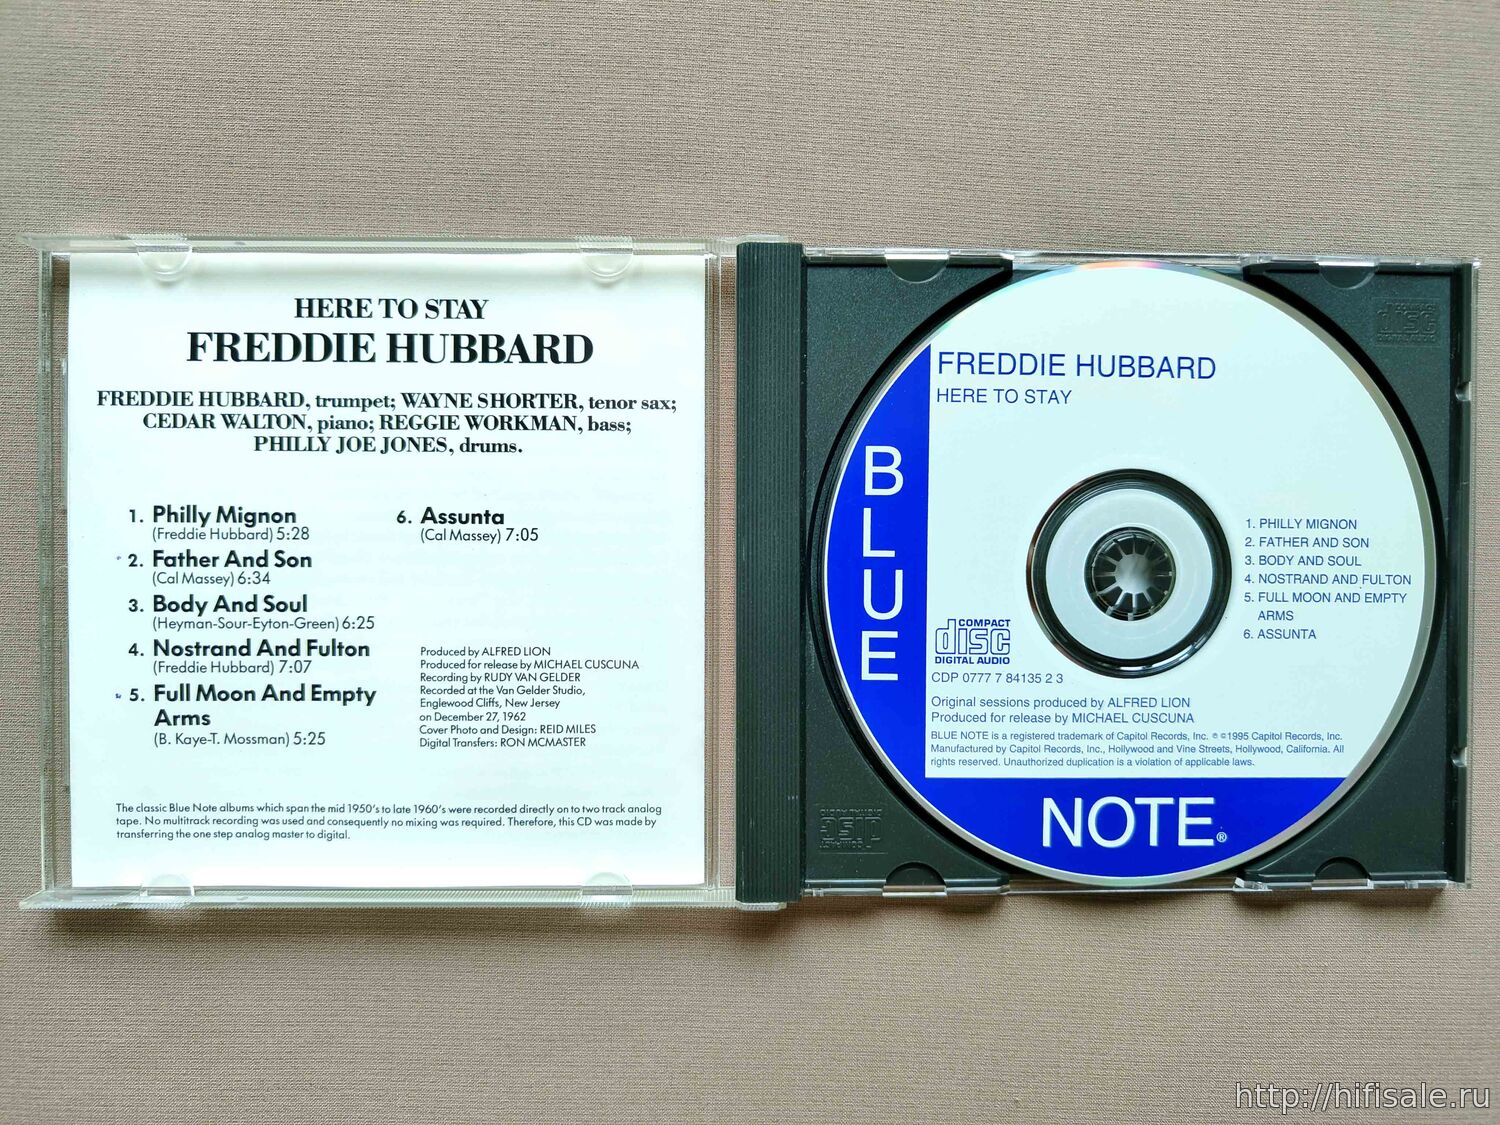 HERE TO STAY
FREDDIE HUBBARD
FREDDIE HUBBARD, trumpet; WAYNE SHORTER, tenor sax;
CEDAR WALTON, piano; REGGIE WORKMAN, bass;
PHILLY JOE JONES, drums.
1. Philly Mignon
(Freddie Hubbard) 5:28
2. Father And Son
(Cal Massey) 6:34
3. Body And Soul
(Heyman-Sour-Eyton-Green) 6:25
4. Nostrand And Fulton
(Freddie Hubbard) 7:07
5. Full Moon And Empty
Arms
(B. Kaye-T. Mossman) 5:25
6. Assunta
(Cal Massey) 7:05
Produced by ALFRED LION
Produced for release by MICHAEL CUSCUNA
Recording by RUDY VAN GELDER
Recorded at the Van Gelder Studio,
Englewood Cliffs, New Jersey
on December 27, 1962
Cover Photo and Design: REID MILES
Digital Transfers: RON MCMASTER
The classic Blue Note albums which span the mid 1950's to late 1960's were recorded directly on to two track analog
tape. No multitrack recording was used and consequently no mixing was required. Therefore, this CD was made by
transferring the one step analog master to digital.
FREDDIE HUBBARD
HERE TO STAY
BLUE
1. PHILLY MIGNON
2. FATHER AND SON
3. BODY AND SOUL
4. NOSTRAND AND FULTON
5. FULL MOON AND EMPTY
ARMS
6. ASSUNTA
COMPACT
disc
DIGITAL AUDIO
CDP 0777 7 84135 2 3
Original sessions produced by ALFRED LION
Produced for release by MICHAEL CUSCUNA
BLUE NOTE is a registered trademark of Capitol Records, Inc. ℗ ©1995 Capitol Records, Inc.
Manufactured by Capitol Records, Inc., Hollywood and Vine Streets, Hollywood, California. All
rights reserved. Unauthorized duplication is a violation of applicable laws.
NOTE®
http://hifisale.ru